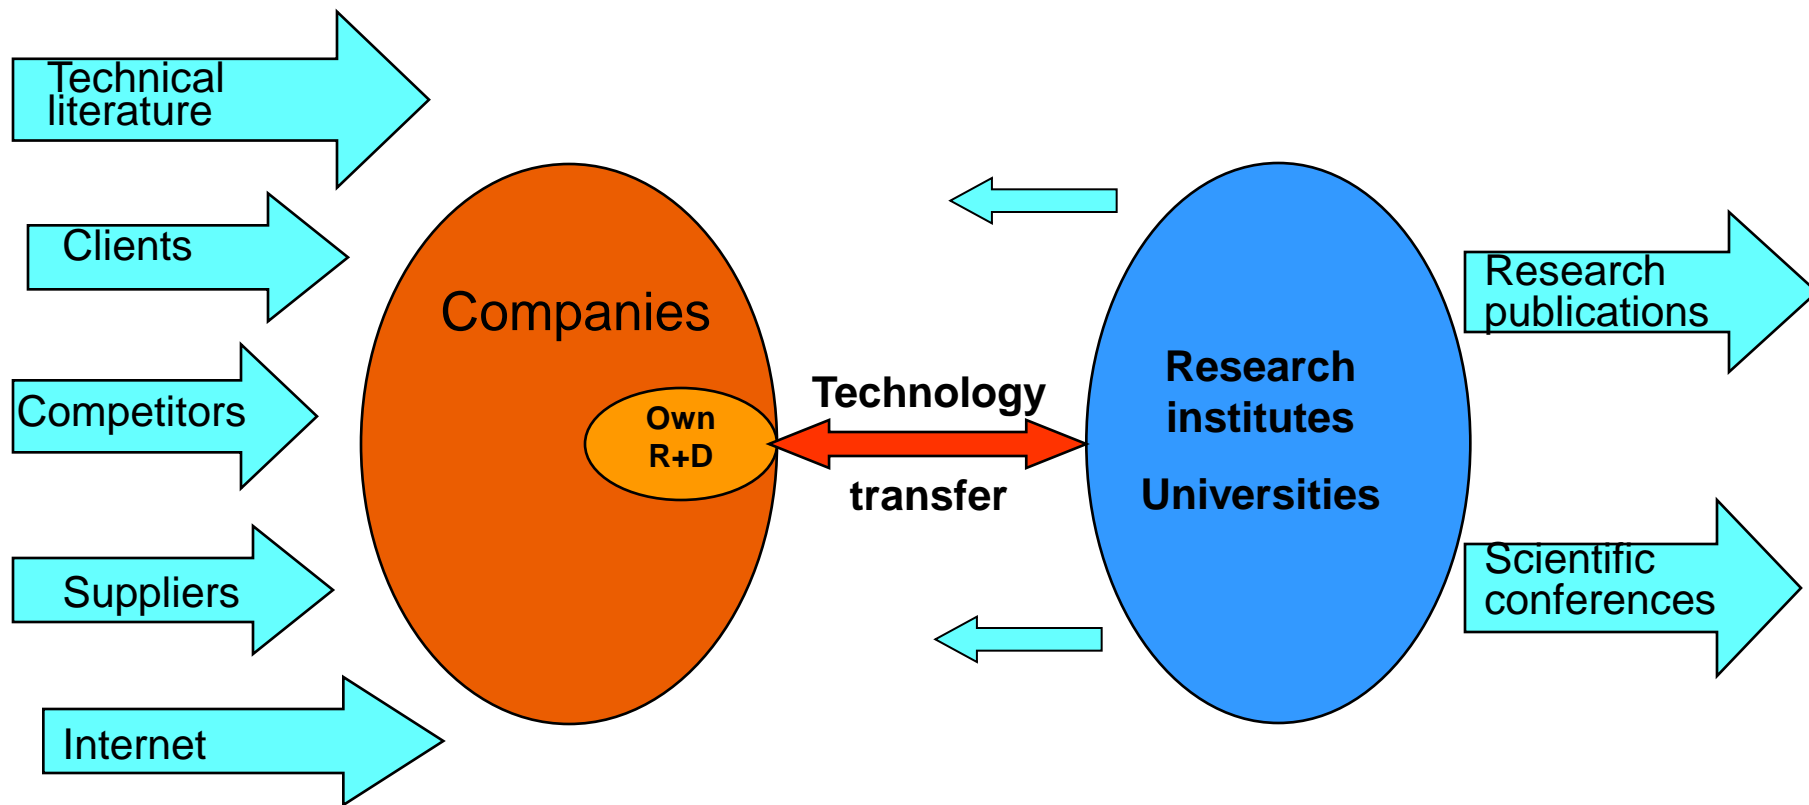 Technical
literature
Clients
Competitors
Suppliers
Internet
Companies
Own
R+D
Technology
transfer
Research
institutes
Universities
Research
publications
Scientific
conferences